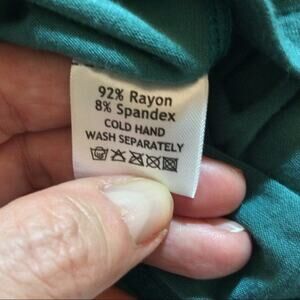 92% Rayon
8% Spandex
COLD HAND
WASH SEPARATELY